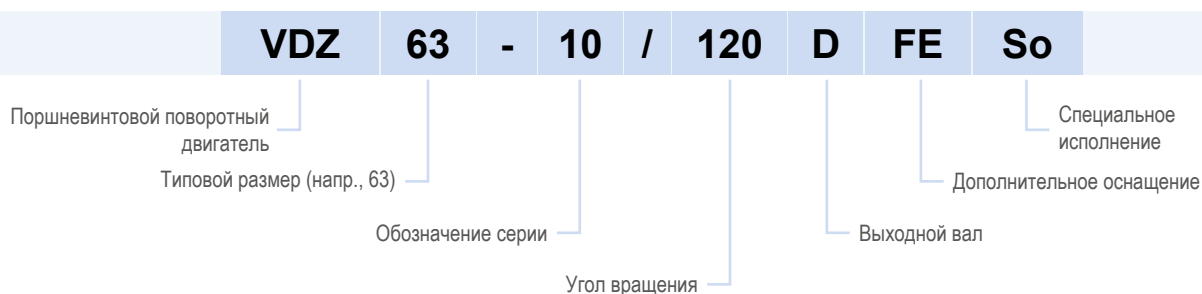 VDZ 63 - 10 / 120 D FE So
Поршневинтовой поворотный
двигатель
Типовой размер (напр., 63)
Обозначение серии
Угол вращения
Выходной вал
Дополнительное оснащение
Специальное
исполнение